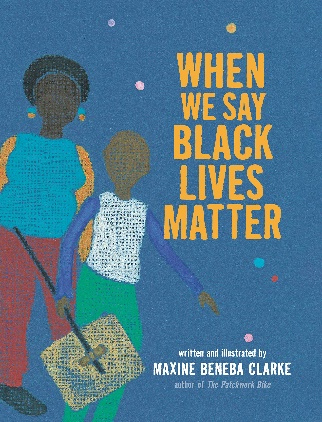 WHEN
WE SAY
BLACK
LIVES
MATTER
written and illustrated by
MAXINE BENEBA CLARKE
author of The Patchwork Bike